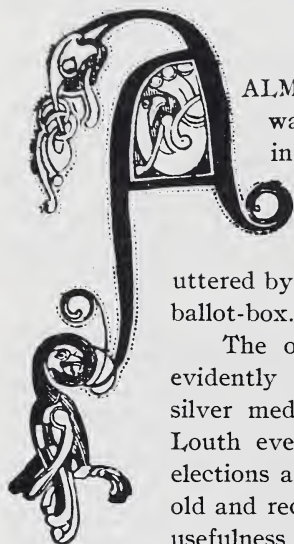 A ALM
wa
in
uttered by
ballot-box.
The o
evidently
silver med
Louth eve
elections a
old and rec
usefulness